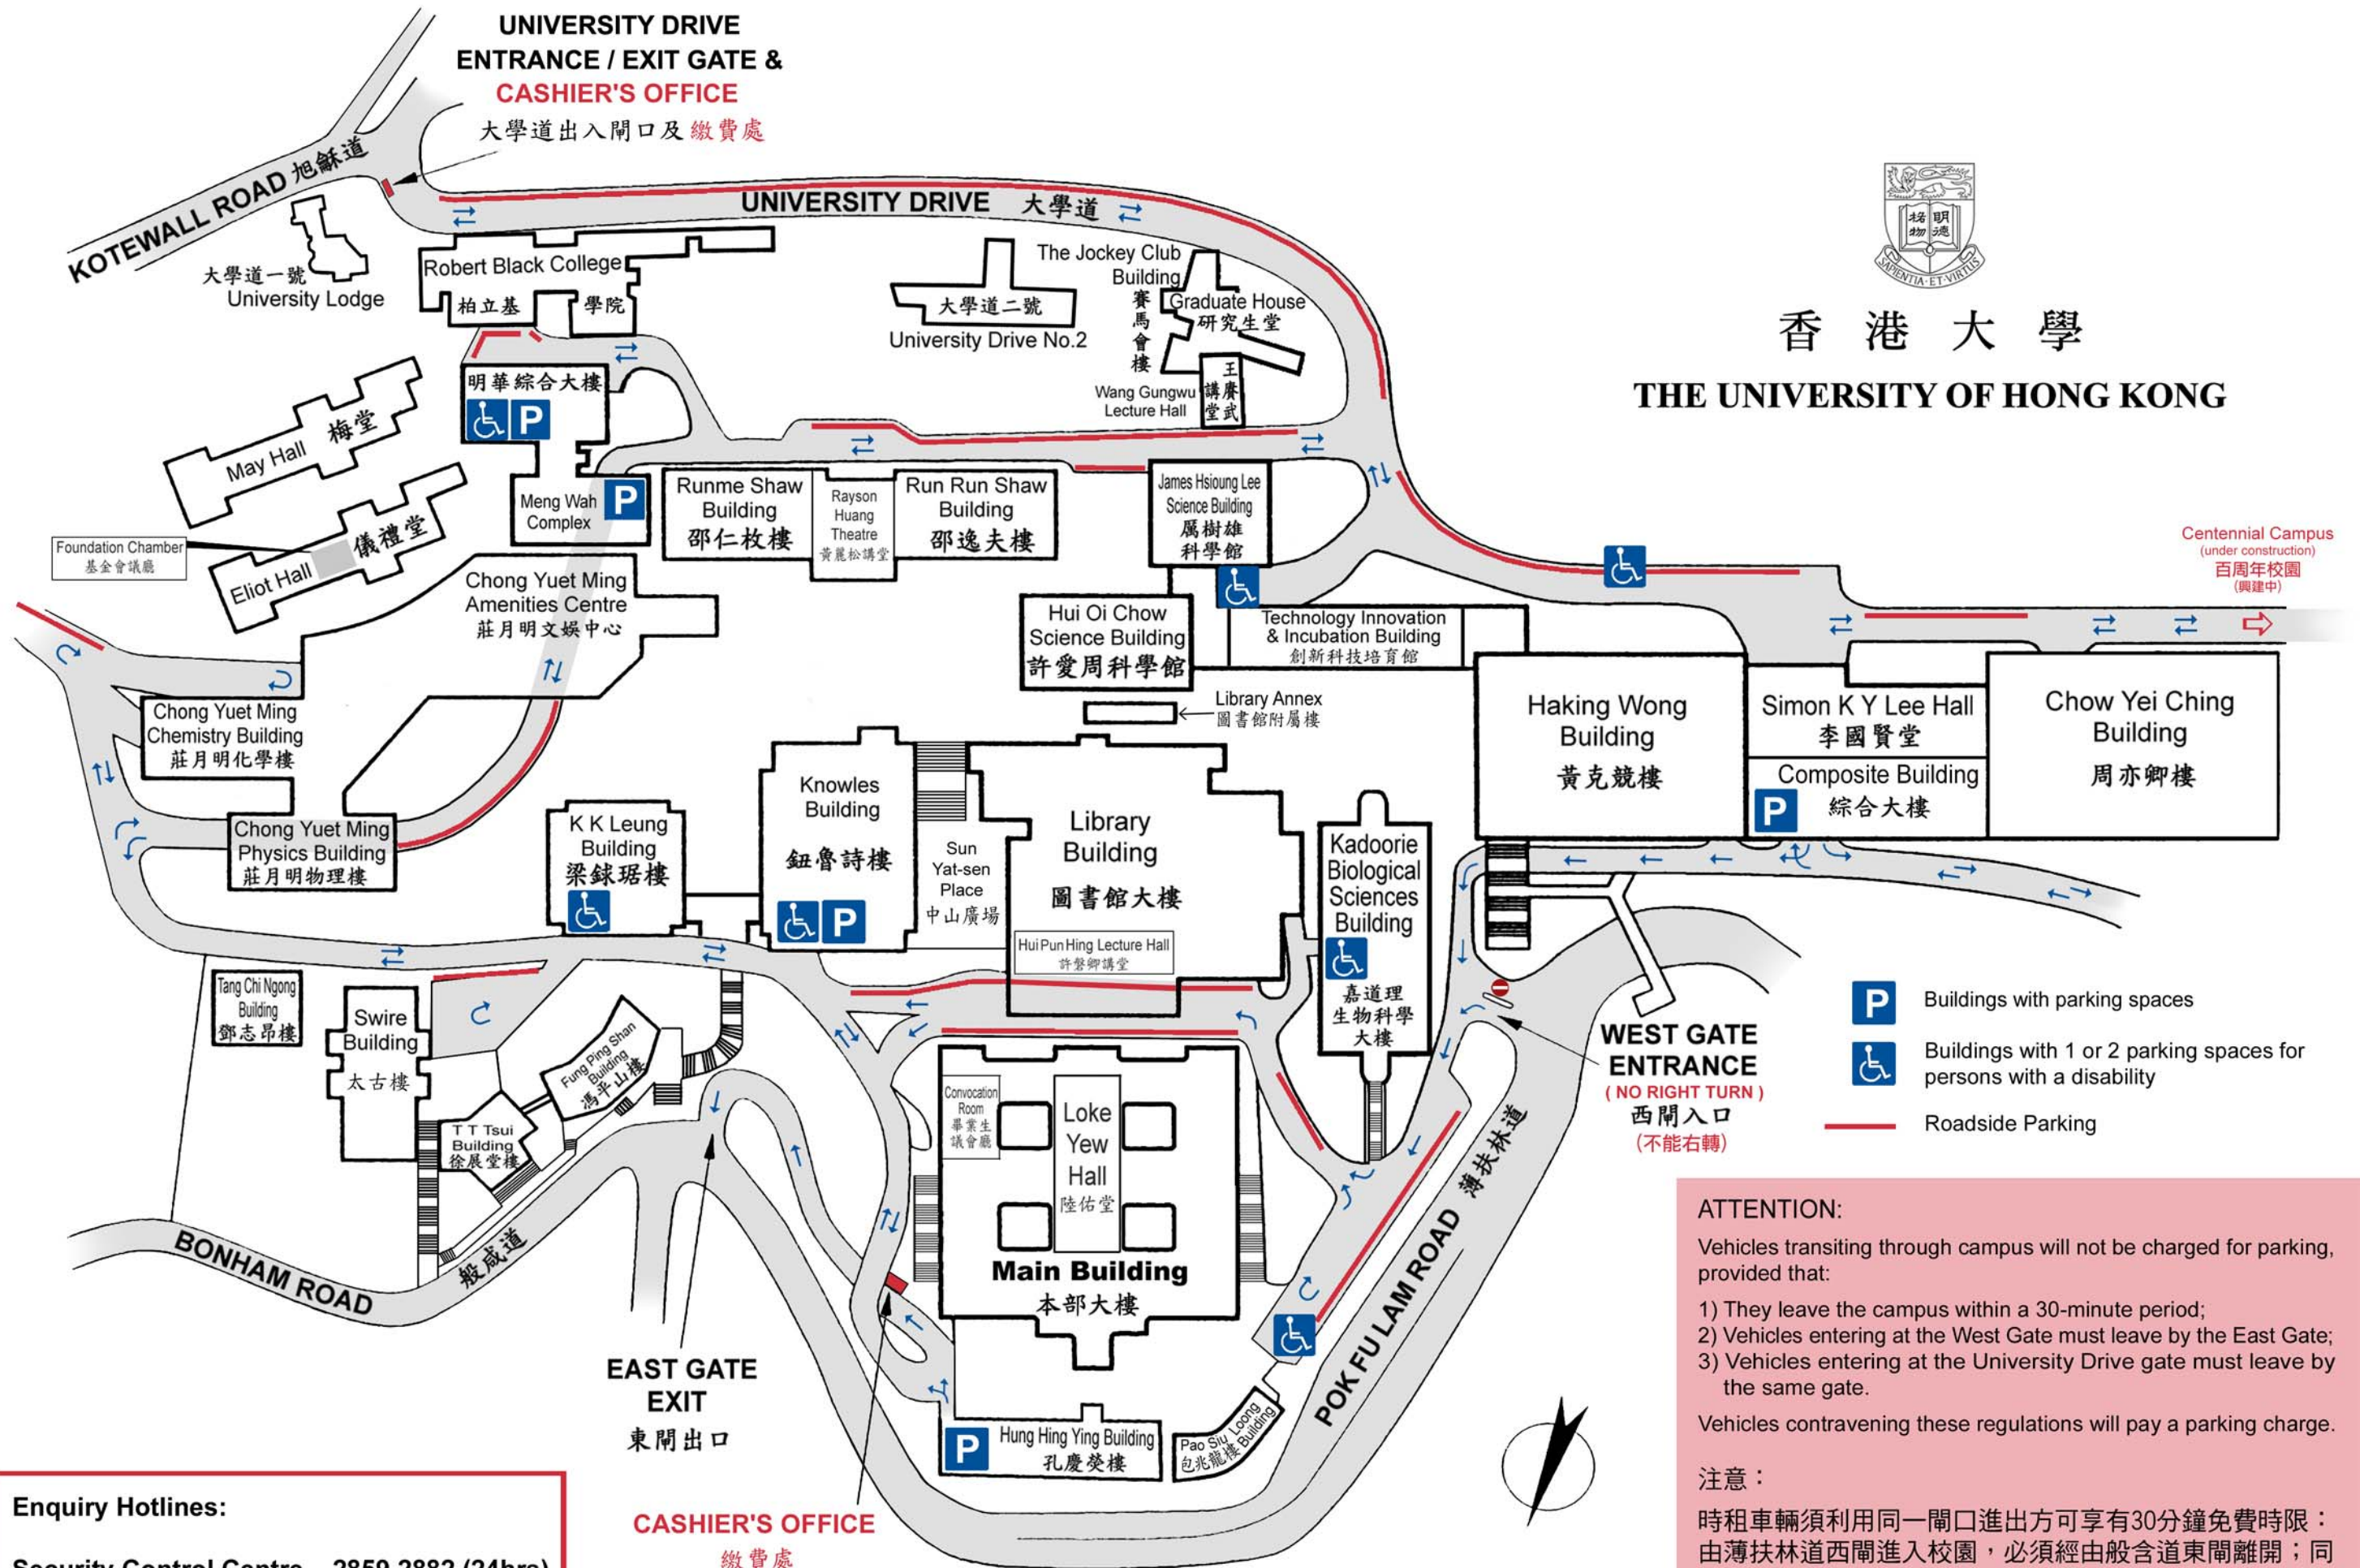 UNIVERSITY DRIVE
ENTRANCE / EXIT GATE &
CASHIER'S OFFICE
大學道出入閘口及 繳費處
KOTEWALL ROAD 旭龢道
UNIVERSITY DRIVE 大學道
大學道一號
University Lodge
Robert Black College
柏立基 學院
大學道二號
University Drive No.2
The Jockey Club
Building
賽馬會樓
Graduate House
研究生堂
Wang Gungwu
Lecture Hall
王賡武講堂
明德格物
SAPIENTIA·ET·VIRTUS
香港大學
THE UNIVERSITY OF HONG KONG
明華綜合大樓
P
Meng Wah
Complex
P
May Hall 梅堂
Eliot Hall 儀禮堂
Foundation Chamber
基金會議廳
Runme Shaw
Building
邵仁枚樓
Rayson
Huang
Theatre
黃麗松講堂
Run Run Shaw
Building
邵逸夫樓
James Hsioung Lee
Science Building
厲樹雄
科學館
Centennial Campus
(under construction)
百周年校園
(興建中)
Chong Yuet Ming
Amenities Centre
莊月明文娛中心
Hui Oi Chow
Science Building
許愛周科學館
Technology Innovation
& Incubation Building
創新科技培育館
Library Annex
圖書館附屬樓
Chong Yuet Ming
Chemistry Building
莊月明化學樓
Chong Yuet Ming
Physics Building
莊月明物理樓
Haking Wong
Building
黃克競樓
Simon K Y Lee Hall
李國賢堂
Composite Building
綜合大樓
P
Chow Yei Ching
Building
周亦卿樓
K K Leung
Building
梁銶琚樓
Knowles
Building
鈕魯詩樓
P
Sun
Yat-sen
Place
中山廣場
Library
Building
圖書館大樓
Hui Pun Hing Lecture Hall
許磐卿講堂
Kadoorie
Biological
Sciences
Building
嘉道理
生物科學
大樓
Tang Chi Ngong
Building
鄧志昂樓
Swire
Building
太古樓
Fung Ping Shan
Building
馮平山樓
T T Tsui
Building
徐展堂樓
Convocation
Room
畢業生
議會廳
Loke
Yew
Hall
陸佑堂
Main Building
本部大樓
WEST GATE
ENTRANCE
( NO RIGHT TURN )
西閘入口
(不能右轉)
P Buildings with parking spaces
Buildings with 1 or 2 parking spaces for
persons with a disability
Roadside Parking
BONHAM ROAD 般咸道
POK FU LAM ROAD 薄扶林道
EAST GATE
EXIT
東閘出口
P
Hung Hing Ying Building
孔慶熒樓
Pao Siu Loong
Building
包兆龍樓
CASHIER'S OFFICE
繳費處
Enquiry Hotlines:
Security Control Centre 2859 2882 (24hrs)
ATTENTION:
Vehicles transiting through campus will not be charged for parking,
provided that:
1) They leave the campus within a 30-minute period;
2) Vehicles entering at the West Gate must leave by the East Gate;
3) Vehicles entering at the University Drive gate must leave by
the same gate.
Vehicles contravening these regulations will pay a parking charge.
注意：
時租車輛須利用同一閘口進出方可享有30分鐘免費時限：
由薄扶林道西閘進入校園，必須經由般含道東閘離開；同